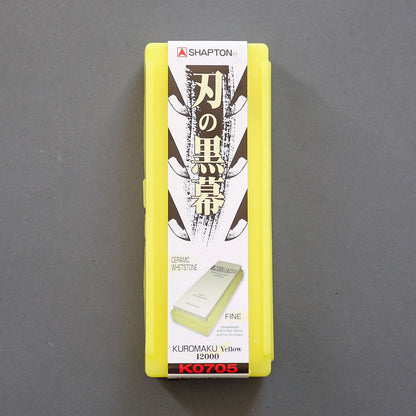 SHAPTON®
刃の黒幕
CERAMIC
WHETSTONE
FINE
KUROMAKU Yellow
12000
K0705